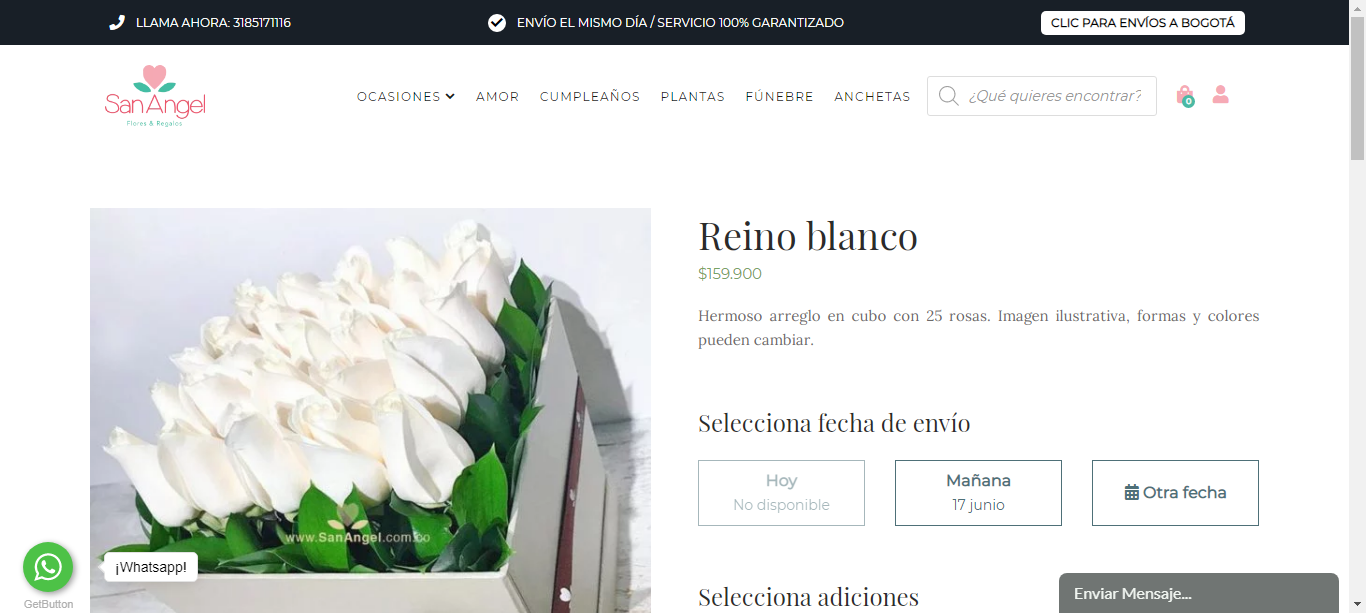 LLAMA AHORA: 3185171116
ENVÍO EL MISMO DÍA / SERVICIO 100% GARANTIZADO
CLIC PARA ENVÍOS A BOGOTÁ
SanAngel
Flores & Regalos
OCASIONES
AMOR
CUMPLEAÑOS
PLANTAS
FÚNEBRE
ANCHETAS
¿Qué quieres encontrar?
0
Reino blanco
$159.900
Hermoso arreglo en cubo con 25 rosas. Imagen ilustrativa, formas y colores
pueden cambiar.
Selecciona fecha de envío
Hoy
No disponible
Mañana
17 junio
Otra fecha
www.SanAngel.com.co
¡Whatsapp!
GetButton
Selecciona adiciones
Enviar Mensaje...